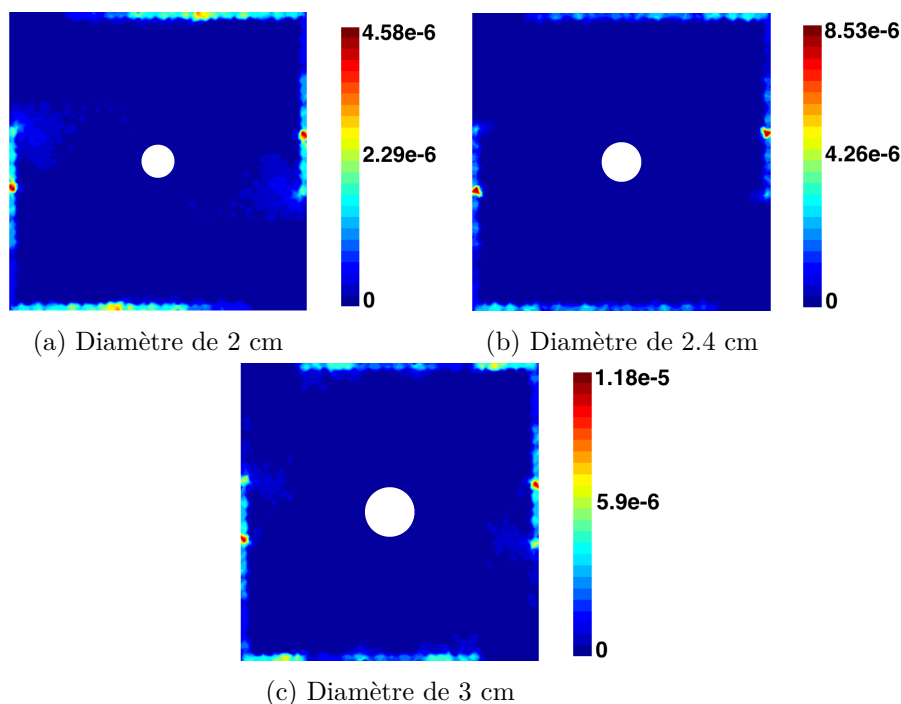 4.58e-6
2.29e-6
0
(a) Diamètre de 2 cm
8.53e-6
4.26e-6
0
(b) Diamètre de 2.4 cm
1.18e-5
5.9e-6
0
(c) Diamètre de 3 cm